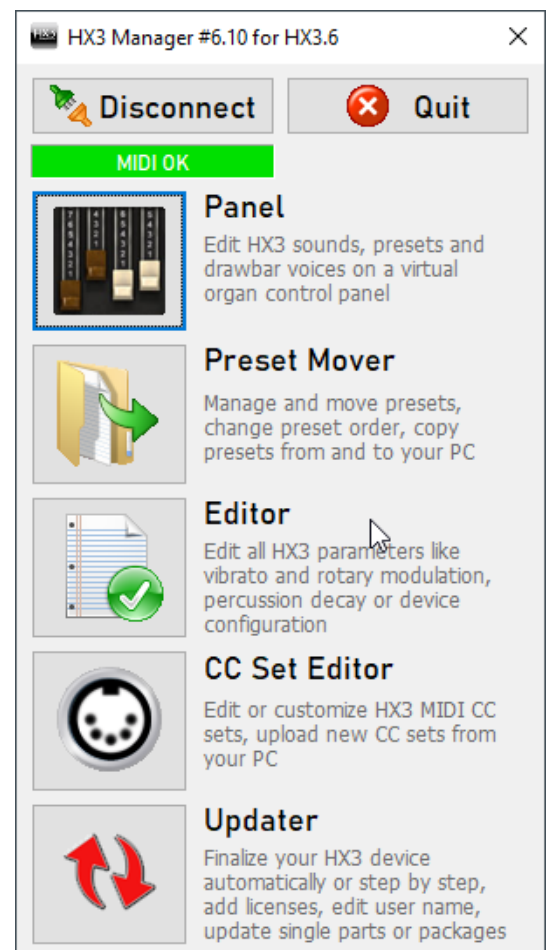 HX3 Manager #6.10 for HX3.6
Disconnect
Quit
MIDI OK
Panel
Edit HX3 sounds, presets and
drawbar voices on a virtual
organ control panel
Preset Mover
Manage and move presets,
change preset order, copy
presets from and to your PC
Editor
Edit all HX3 parameters like
vibrato and rotary modulation,
percussion decay or device
configuration
CC Set Editor
Edit or customize HX3 MIDI CC
sets, upload new CC sets from
your PC
Updater
Finalize your HX3 device
automatically or step by step,
add licenses, edit user name,
update single parts or packages